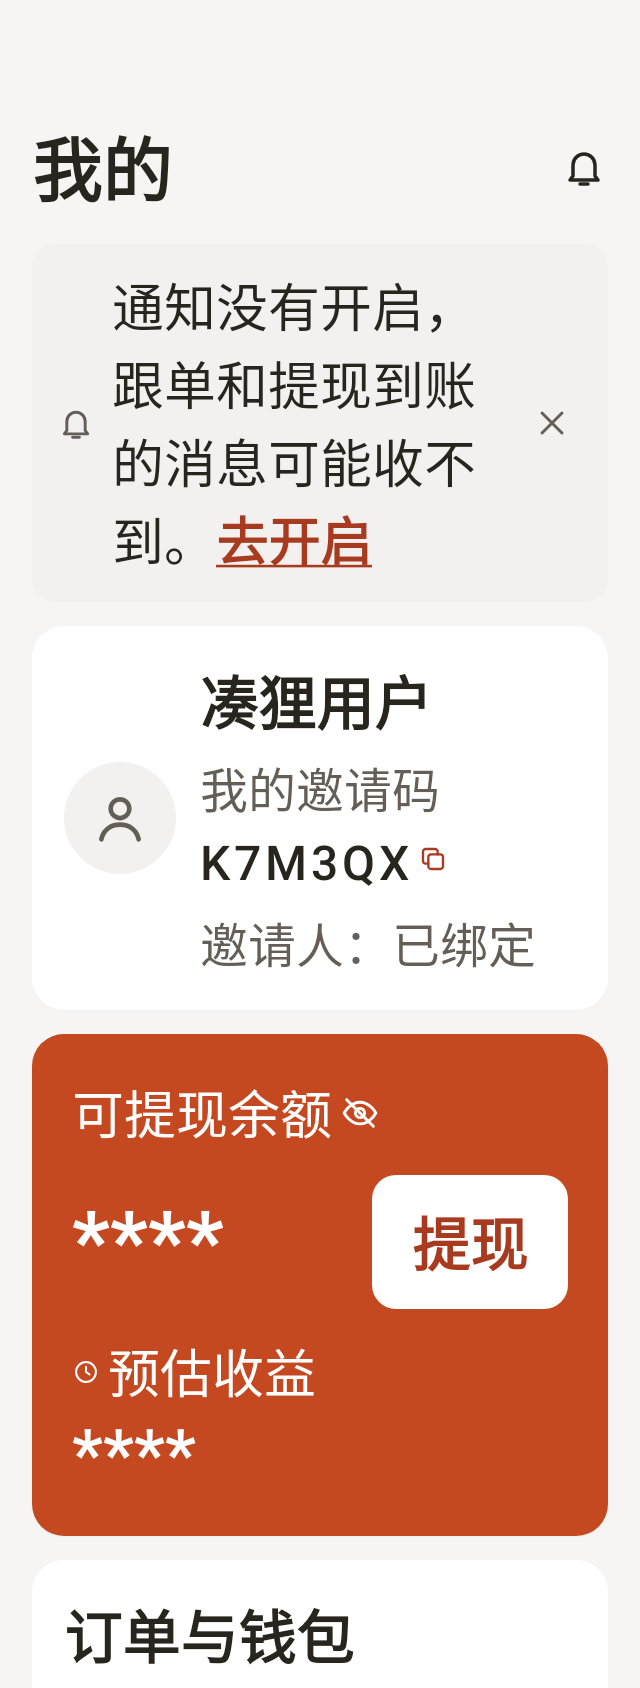 我的
通知没有开启，
跟单和提现到账
的消息可能收不
到。去开启
凑狸用户
我的邀请码
K7M3QX
邀请人：已绑定
可提现余额
****
提现
预估收益
****
订单与钱包